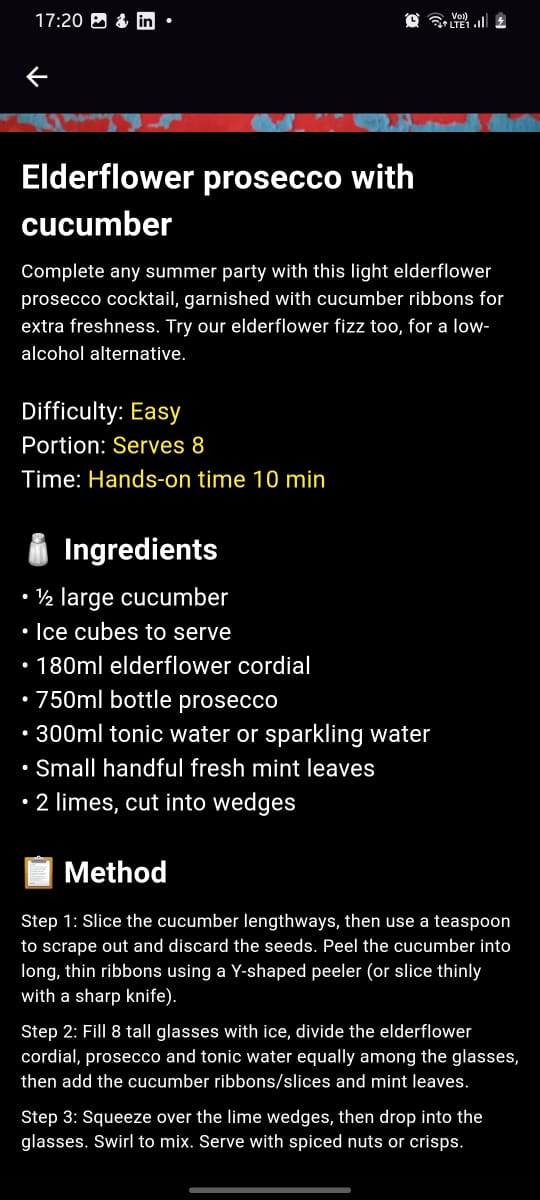 17:20
Vo))
LTE1
Elderflower prosecco with
cucumber
Complete any summer party with this light elderflower
prosecco cocktail, garnished with cucumber ribbons for
extra freshness. Try our elderflower fizz too, for a low-
alcohol alternative.
Difficulty: Easy
Portion: Serves 8
Time: Hands-on time 10 min
Ingredients
• ½ large cucumber
• Ice cubes to serve
• 180ml elderflower cordial
• 750ml bottle prosecco
• 300ml tonic water or sparkling water
• Small handful fresh mint leaves
• 2 limes, cut into wedges
Method
Step 1: Slice the cucumber lengthways, then use a teaspoon
to scrape out and discard the seeds. Peel the cucumber into
long, thin ribbons using a Y-shaped peeler (or slice thinly
with a sharp knife).
Step 2: Fill 8 tall glasses with ice, divide the elderflower
cordial, prosecco and tonic water equally among the glasses,
then add the cucumber ribbons/slices and mint leaves.
Step 3: Squeeze over the lime wedges, then drop into the
glasses. Swirl to mix. Serve with spiced nuts or crisps.